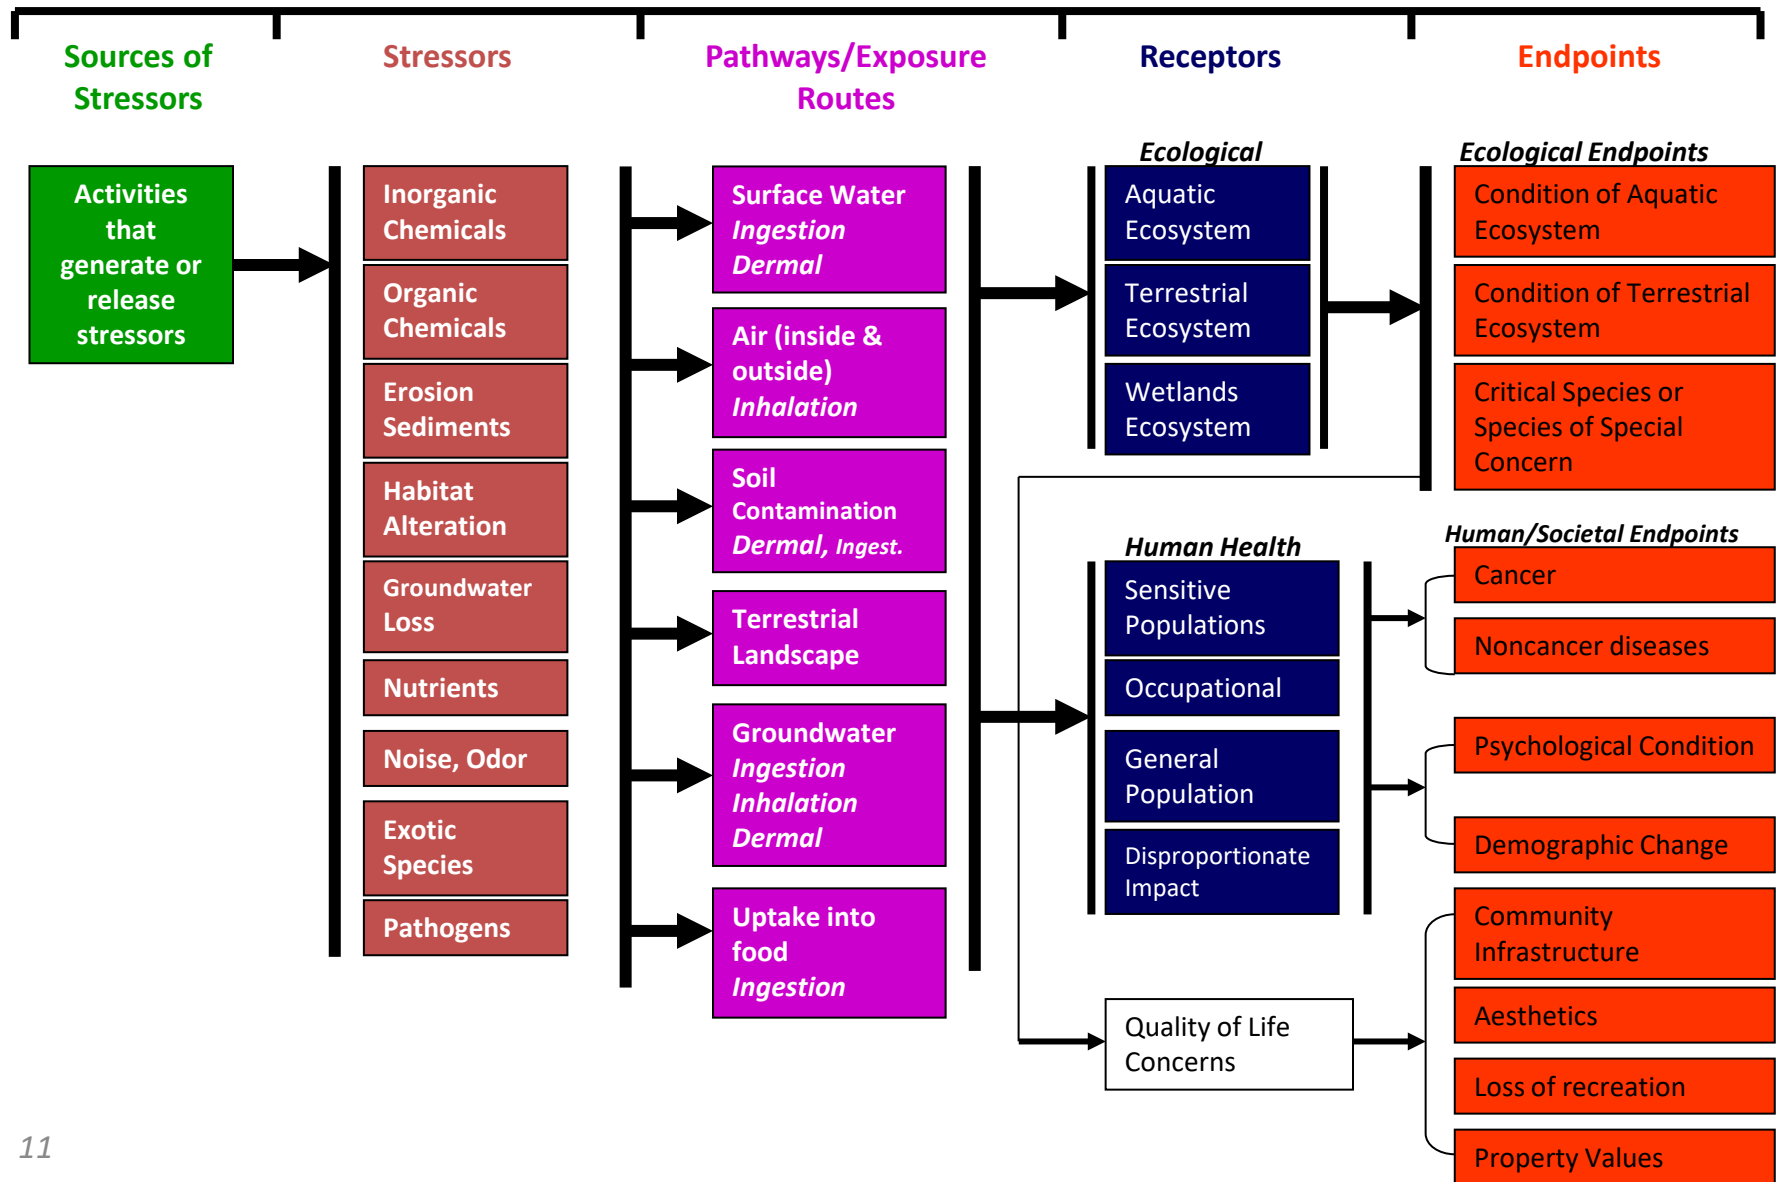 Sources of
Stressors
Stressors
Pathways/Exposure
Routes
Receptors
Endpoints
Activities
that
generate or
release
stressors
Inorganic
Chemicals
Organic
Chemicals
Erosion
Sediments
Habitat
Alteration
Groundwater
Loss
Nutrients
Noise, Odor
Exotic
Species
Pathogens
Surface Water
Ingestion
Dermal
Air (inside &
outside)
Inhalation
Soil
Contamination
Dermal, Ingest.
Terrestrial
Landscape
Groundwater
Ingestion
Inhalation
Dermal
Uptake into
food
Ingestion
Ecological
Aquatic
Ecosystem
Terrestrial
Ecosystem
Wetlands
Ecosystem
Human Health
Sensitive
Populations
Occupational
General
Population
Disproportionate
Impact
Quality of Life
Concerns
Ecological Endpoints
Condition of Aquatic
Ecosystem
Condition of Terrestrial
Ecosystem
Critical Species or
Species of Special
Concern
Human/Societal Endpoints
Cancer
Noncancer diseases
Psychological Condition
Demographic Change
Community
Infrastructure
Aesthetics
Loss of recreation
Property Values
11